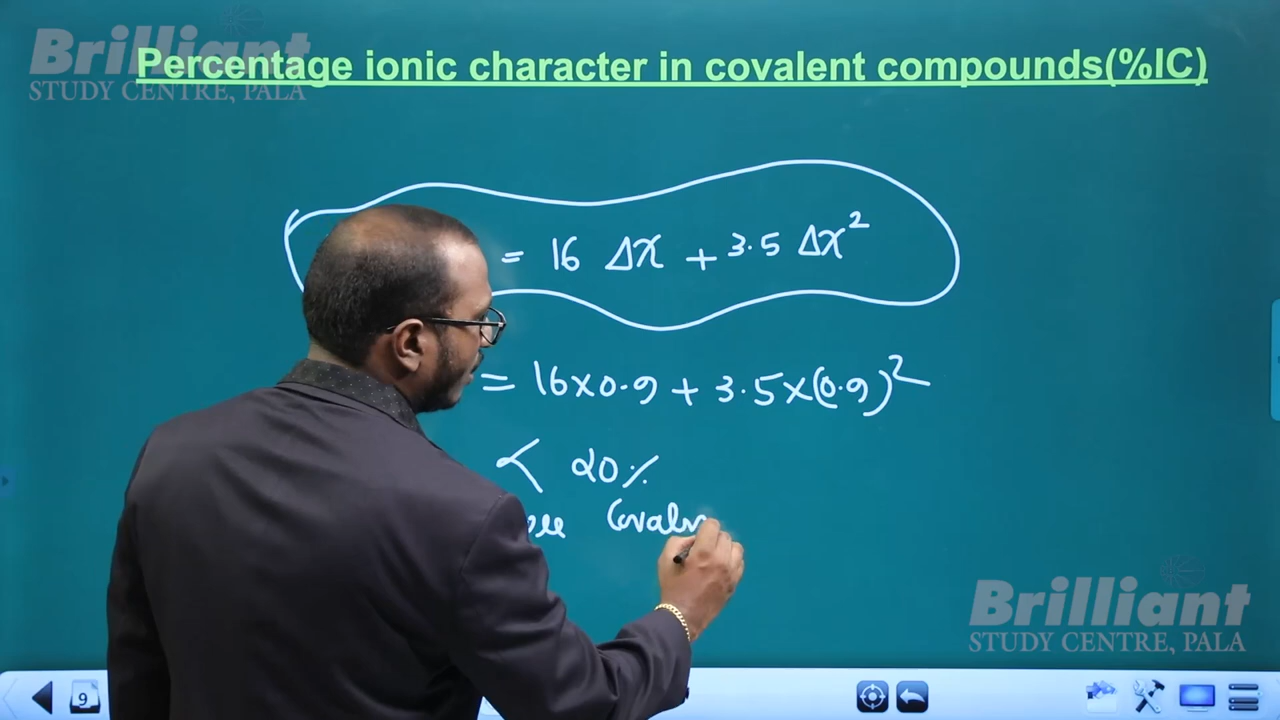 Brilliant
STUDY CENTRE, PALA
Percentage ionic character in covalent compounds(%IC)
= 16 Δx + 3.5 Δx²
= 16×0.9 + 3.5×(0.9)²
< 20%
Brilliant
STUDY CENTRE, PALA
9